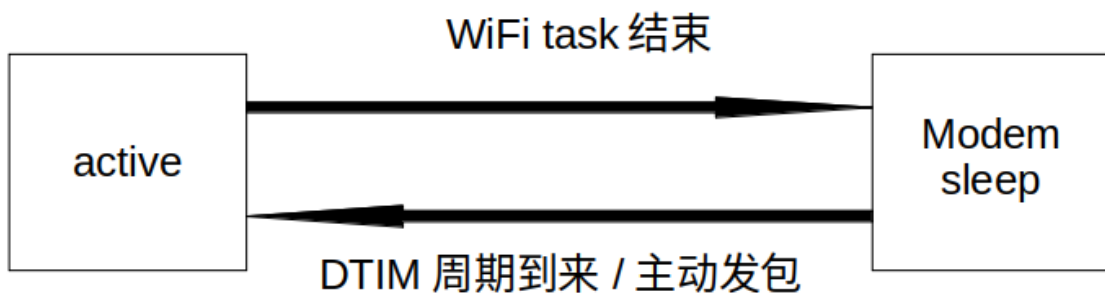 WiFi task 结束
active
Modem
sleep
DTIM 周期到来 / 主动发包